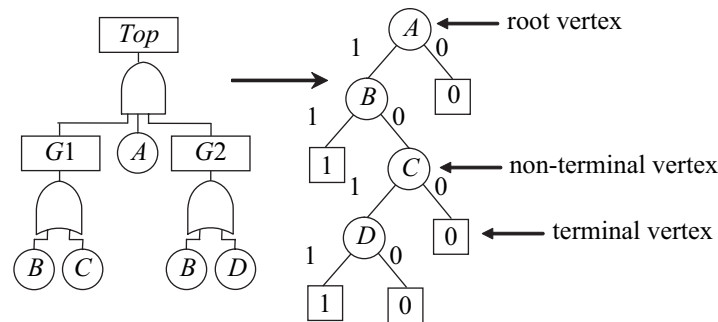 Top
G1
A
G2
B
C
B
D
A
root vertex
1
0
B
0
1
0
1
C
non-terminal vertex
1
0
D
0
terminal vertex
1
0
1
0